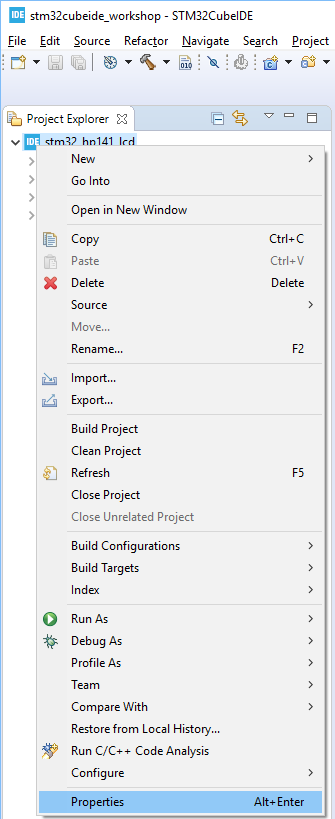 IDE stm32cubeide_workshop - STM32CubeIDE
File Edit Source Refactor Navigate Search Project
010
Project Explorer
IDE stm32_hp141_lcd
New
Go Into
Open in New Window
Copy Ctrl+C
Paste Ctrl+V
Delete Delete
Source
Move...
Rename... F2
Import...
Export...
Build Project
Clean Project
Refresh F5
Close Project
Close Unrelated Project
Build Configurations
Build Targets
Index
Run As
Debug As
Profile As
Team
Compare With
Restore from Local History...
Run C/C++ Code Analysis
Configure
Properties Alt+Enter